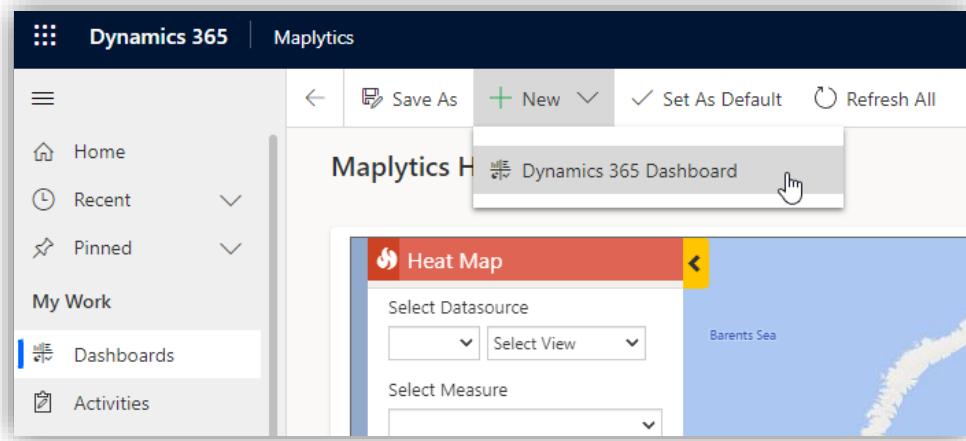 Dynamics 365 Maplytics
Save As New Set As Default Refresh All
Home
Recent
Pinned
My Work
Dashboards
Activities
Dynamics 365 Dashboard
Maplytics H
Heat Map
Select Datasource
Select View
Select Measure
Barents Sea